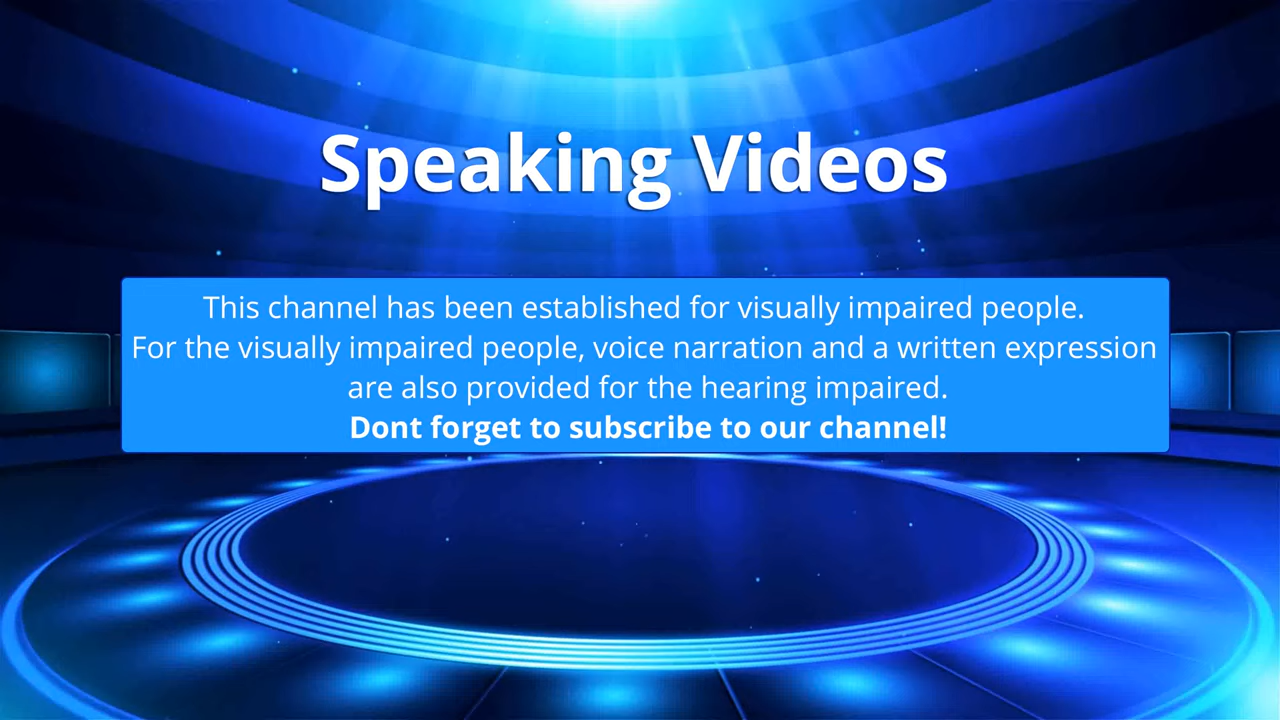 Speaking Videos
This channel has been established for visually impaired people.
For the visually impaired people, voice narration and a written expression
are also provided for the hearing impaired.
Dont forget to subscribe to our channel!